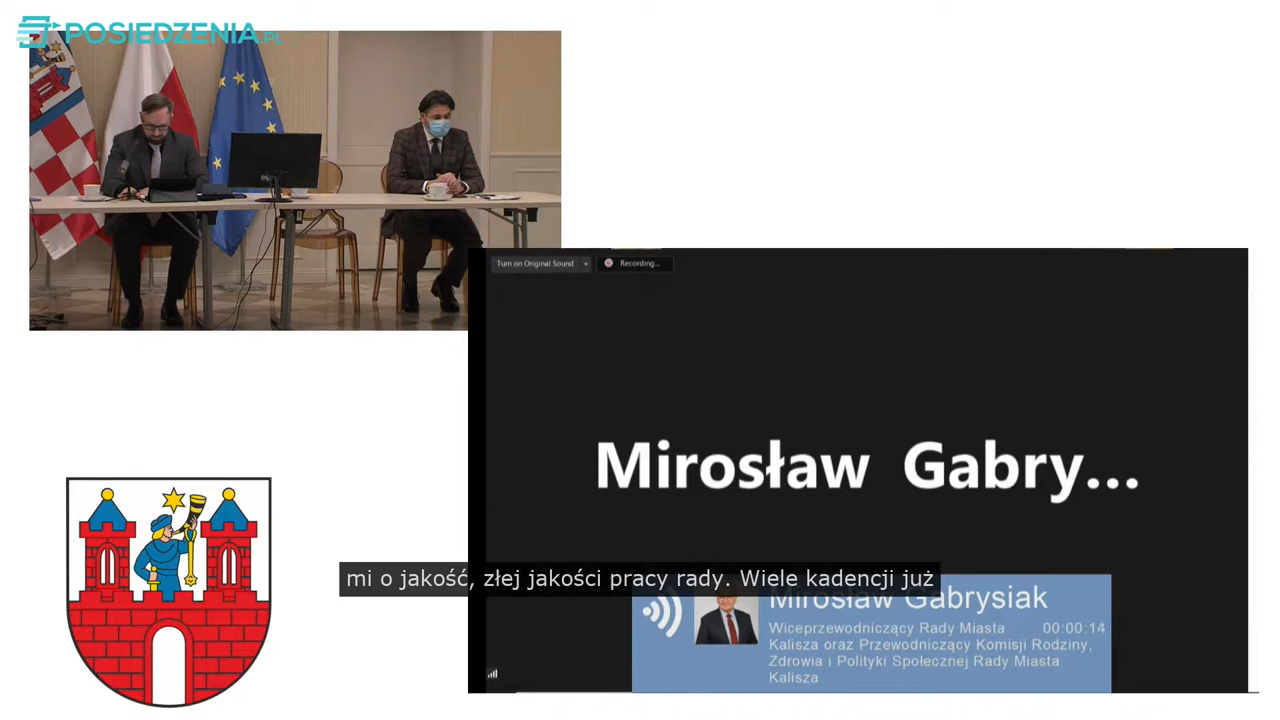 POSIEDZENIA.PL
Turn on Original Sound
Recording...
Mirosław Gabry...
mi o jakość, złej jakości pracy rady. Wiele kadencji już
Mirosław Gabrysiak
Wiceprzewodniczący Rady Miasta 00:00:14
Kalisza oraz Przewodniczący Komisji Rodziny,
Zdrowia i Polityki Społecznej Rady Miasta
Kalisza